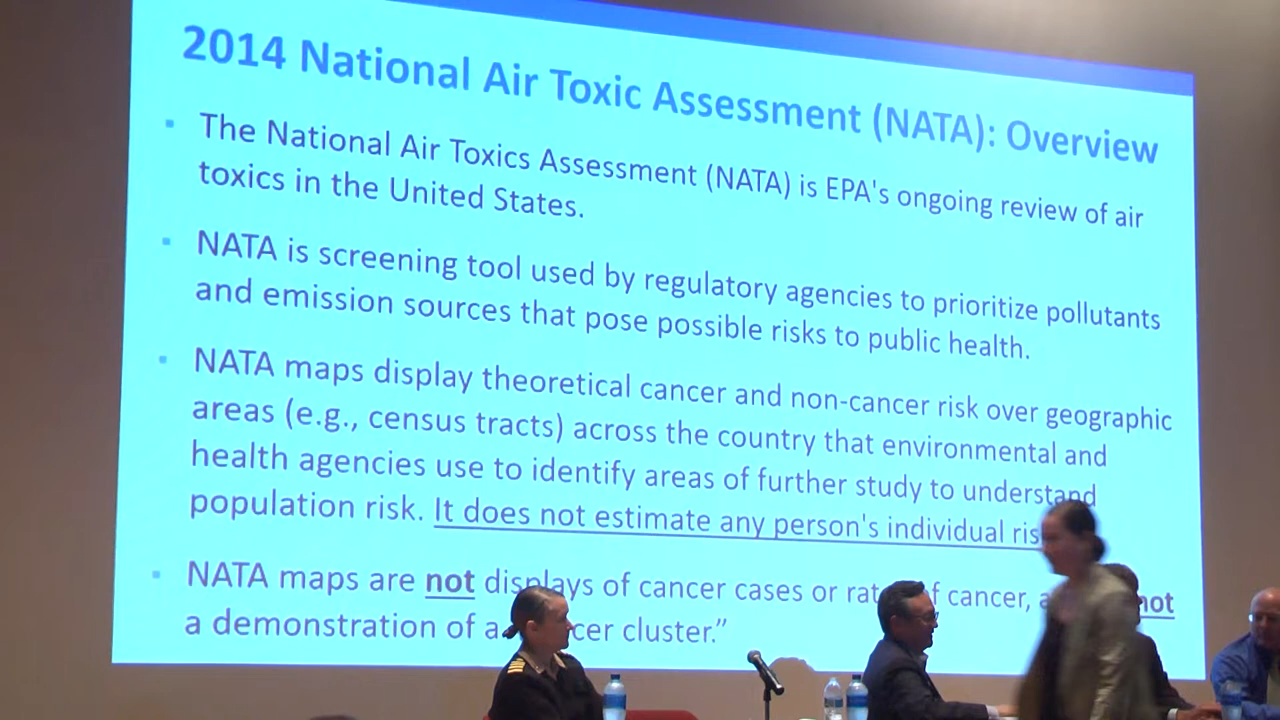 2014 National Air Toxic Assessment (NATA): Overview
The National Air Toxics Assessment (NATA) is EPA's ongoing review of air
toxics in the United States.
NATA is screening tool used by regulatory agencies to prioritize pollutants
and emission sources that pose possible risks to public health.
NATA maps display theoretical cancer and non-cancer risk over geographic
areas (e.g., census tracts) across the country that environmental and
health agencies use to identify areas of further study to understand
population risk. It does not estimate any person's individual
NATA maps are not displays of cancer cases or of cancer, not
a demonstration of a cluster.”